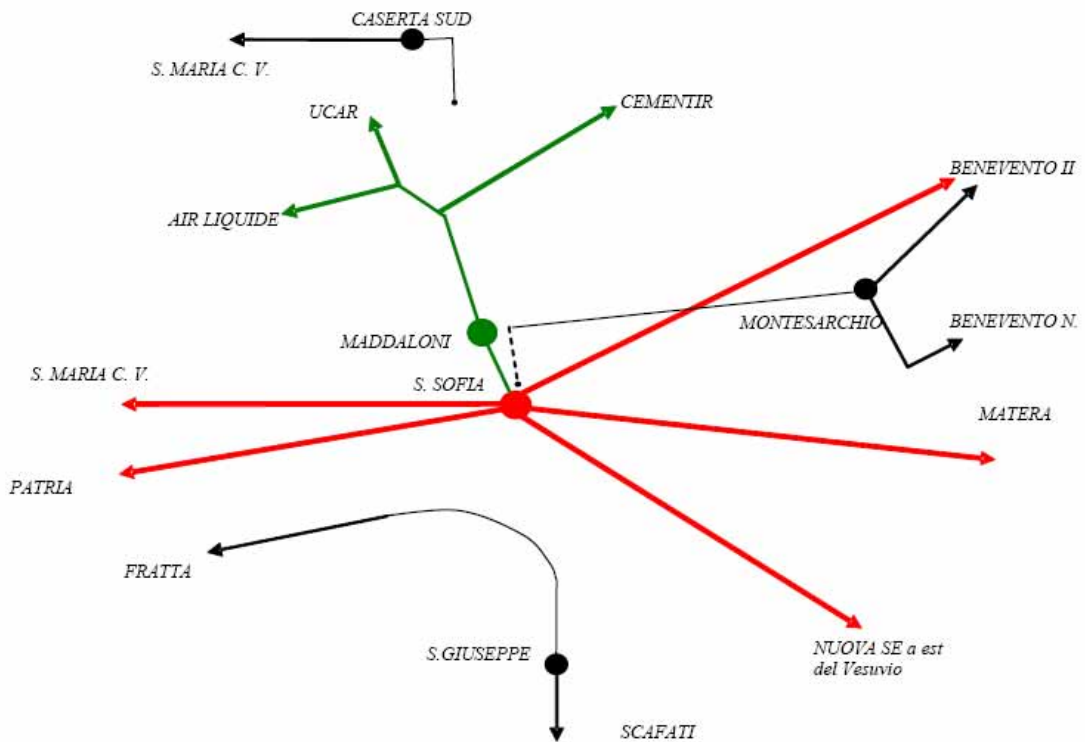 CASERTA SUD
S. MARIA C. V.
UCAR
CEMENTIR
BENEVENTO II
AIR LIQUIDE
MONTESARCHIO
BENEVENTO N.
MADDALONI
S. MARIA C. V.
S. SOFIA
MATERA
PATRIA
FRATTA
S.GIUSEPPE
NUOVA SE a est
del Vesuvio
SCAFATI